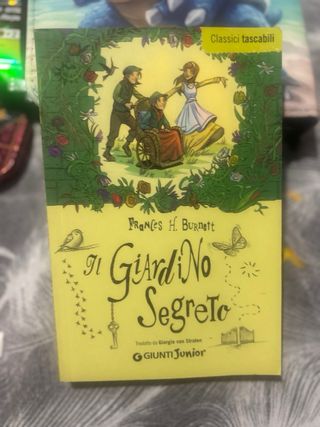 Classici tascabili
Frances H. Burnett
Il GiardiNo
SegreTo
Tradotto da Giorgio van Straten
GIUNTI Junior